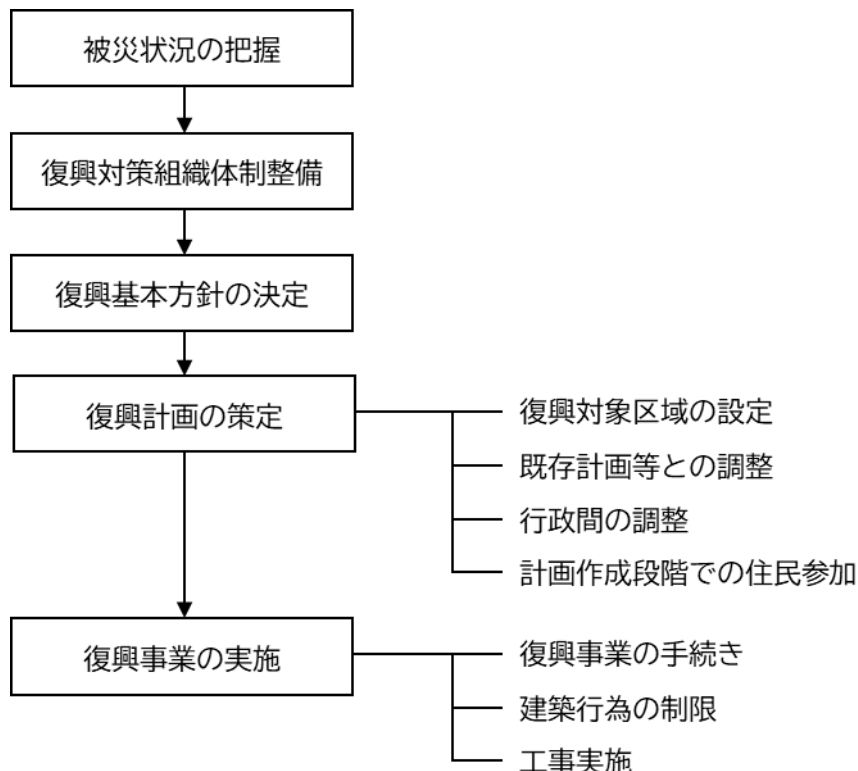 被災状況の把握
復興対策組織体制整備
復興基本方針の決定
復興計画の策定
復興対象区域の設定
既存計画等との調整
行政間の調整
計画作成段階での住民参加
復興事業の実施
復興事業の手続き
建築行為の制限
工事実施